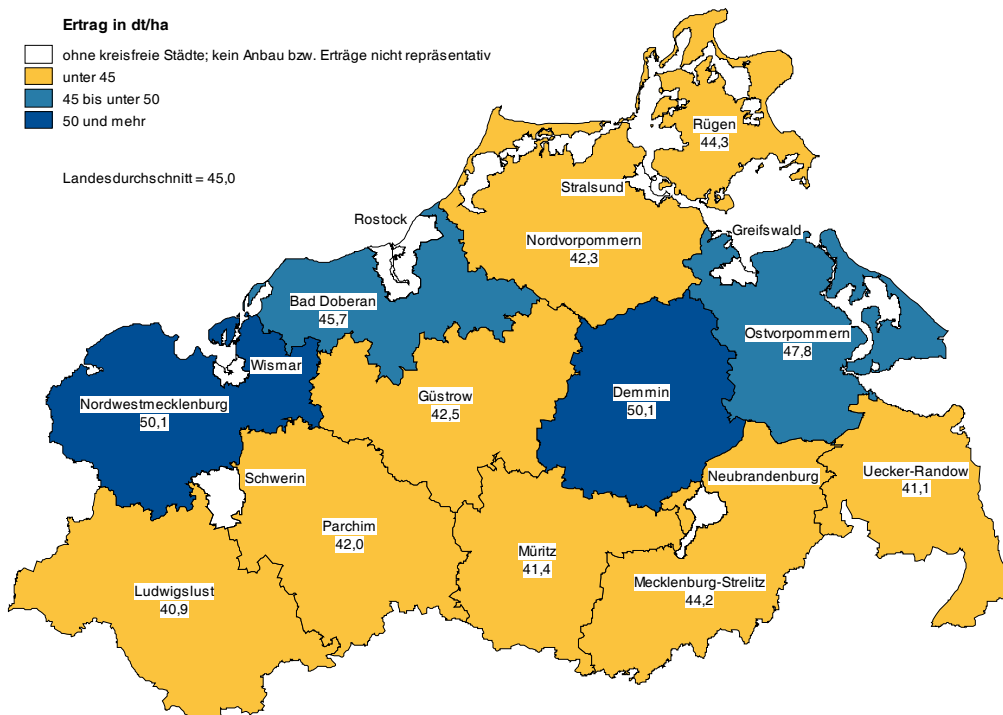 Ertrag in dt/ha
ohne kreisfreie Städte; kein Anbau bzw. Erträge nicht repräsentativ
unter 45
45 bis unter 50
50 und mehr
Landesdurchschnitt = 45,0
Rügen
44,3
Stralsund
Rostock
Greifswald
Nordvorpommern
42,3
Bad Doberan
45,7
Ostvorpommern
47,8
Wismar
Nordwestmecklenburg
50,1
Güstrow
42,5
Demmin
50,1
Schwerin
Neubrandenburg
Uecker-Randow
41,1
Parchim
42,0
Müritz
41,4
Mecklenburg-Strelitz
44,2
Ludwigslust
40,9